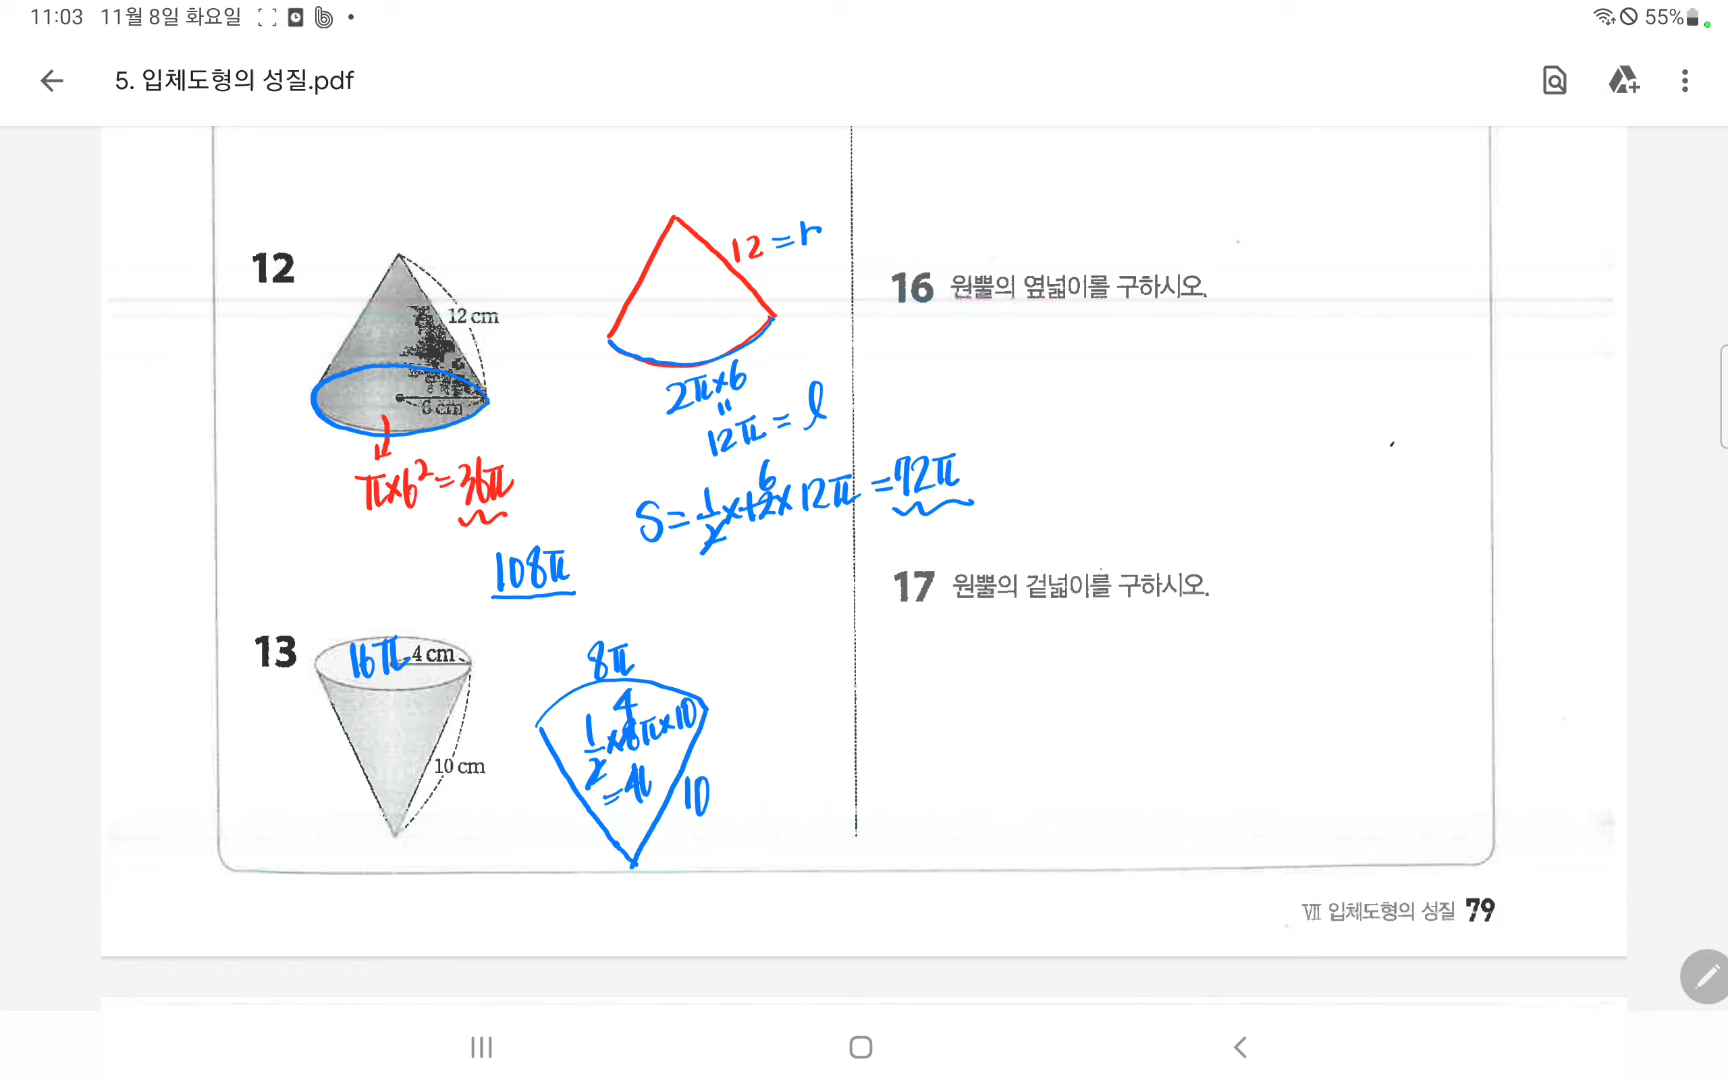 11:03 11월 8일 화요일
55%
5. 입체도형의 성질.pdf
12
12 cm
6 cm
π×6²=36π
12=r
2π×6
"
12π=l
S=1/2×12×12π=72π
6
108π
13
16π
4 cm
10 cm
8π
4
1/2×8π×10
=4
10
16 원뿔의 옆넓이를 구하시오.
17 원뿔의 겉넓이를 구하시오.
Ⅶ 입체도형의 성질 79